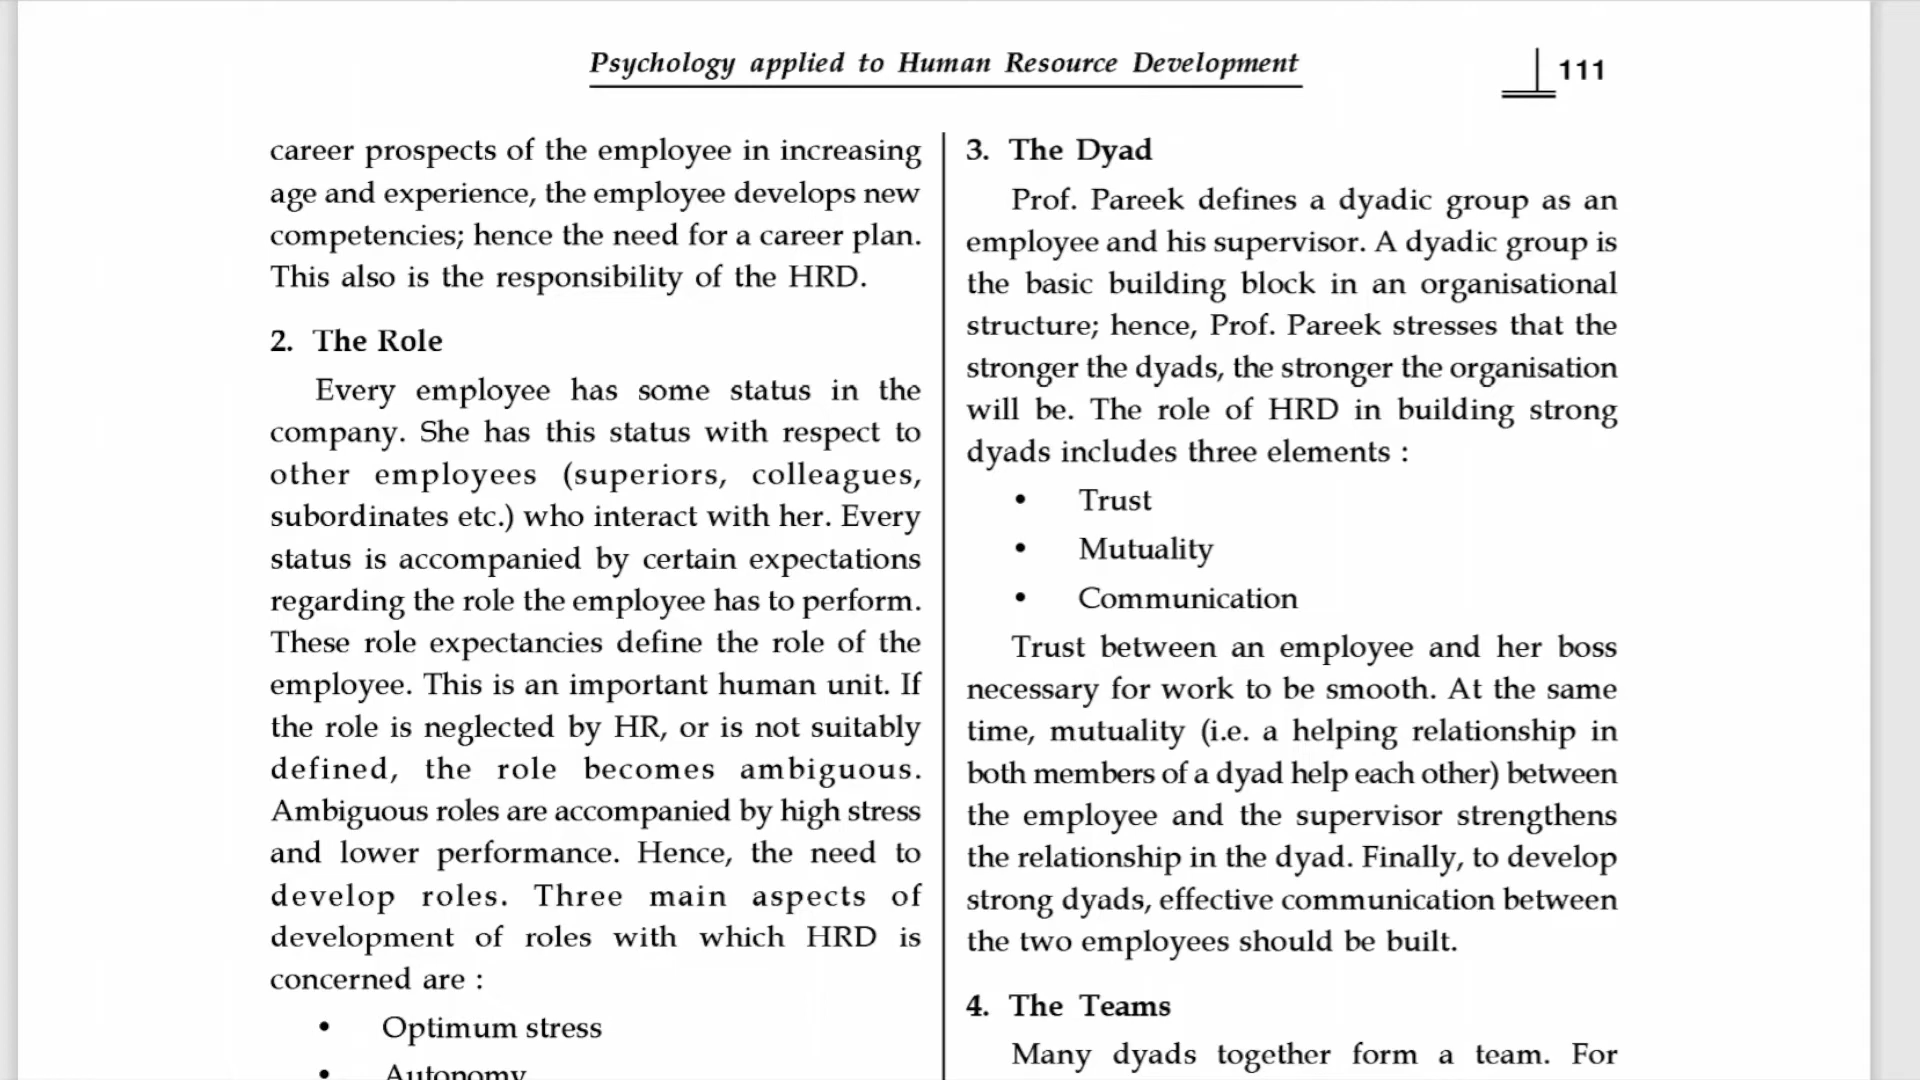 Psychology applied to Human Resource Development
111
career prospects of the employee in increasing
age and experience, the employee develops new
competencies; hence the need for a career plan.
This also is the responsibility of the HRD.
2. The Role
Every employee has some status in the
company. She has this status with respect to
other employees (superiors, colleagues,
subordinates etc.) who interact with her. Every
status is accompanied by certain expectations
regarding the role the employee has to perform.
These role expectancies define the role of the
employee. This is an important human unit. If
the role is neglected by HR, or is not suitably
defined, the role becomes ambiguous.
Ambiguous roles are accompanied by high stress
and lower performance. Hence, the need to
develop roles. Three main aspects of
development of roles with which HRD is
concerned are :
• Optimum stress
• Autonomy
3. The Dyad
Prof. Pareek defines a dyadic group as an
employee and his supervisor. A dyadic group is
the basic building block in an organisational
structure; hence, Prof. Pareek stresses that the
stronger the dyads, the stronger the organisation
will be. The role of HRD in building strong
dyads includes three elements :
• Trust
• Mutuality
• Communication
Trust between an employee and her boss
necessary for work to be smooth. At the same
time, mutuality (i.e. a helping relationship in
both members of a dyad help each other) between
the employee and the supervisor strengthens
the relationship in the dyad. Finally, to develop
strong dyads, effective communication between
the two employees should be built.
4. The Teams
Many dyads together form a team. For